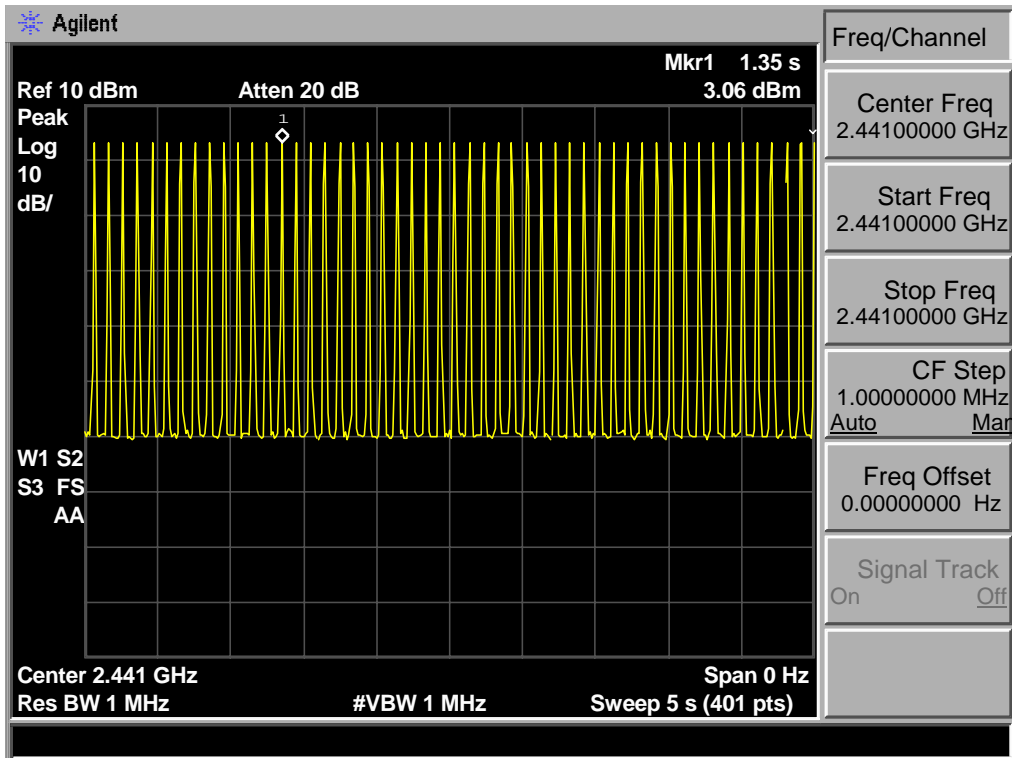 Agilent
Freq/Channel
Mkr1 1.35 s
Ref 10 dBm Atten 20 dB 3.06 dBm
Peak
Log
10
dB/
1
W1 S2
S3 FS
AA
Center 2.441 GHz Span 0 Hz
Res BW 1 MHz #VBW 1 MHz Sweep 5 s (401 pts)
Center Freq
2.44100000 GHz
Start Freq
2.44100000 GHz
Stop Freq
2.44100000 GHz
CF Step
1.00000000 MHz
Auto Man
Freq Offset
0.00000000 Hz
Signal Track
On Off